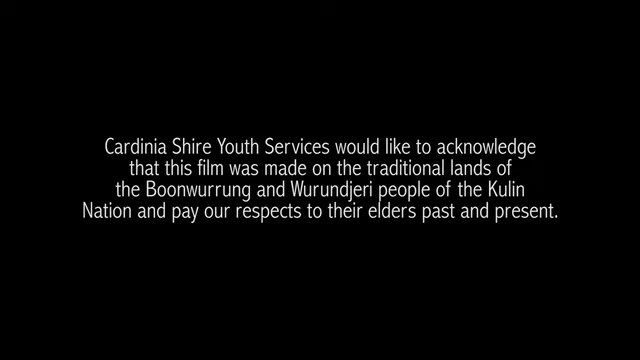 Cardinia Shire Youth Services would like to acknowledge
that this film was made on the traditional lands of
the Boonwurrung and Wurundjeri people of the Kulin
Nation and pay our respects to their elders past and present.